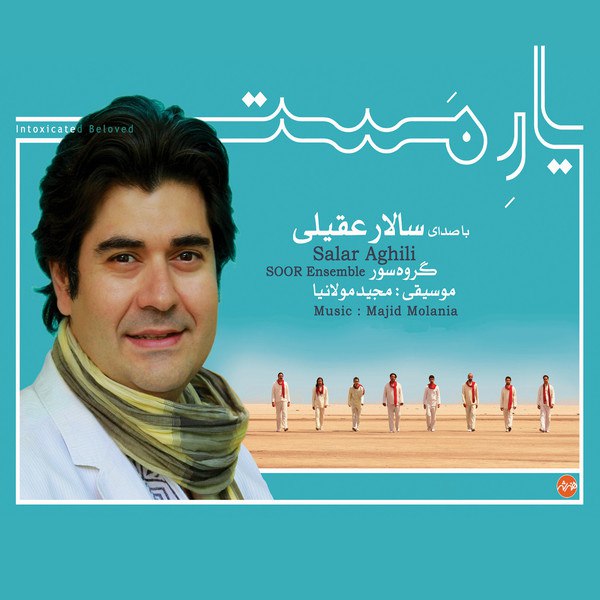 یارِ مَست
Intoxicated Beloved
با صدای سالار عقیلی
Salar Aghili
گروه سور SOOR Ensemble
موسیقی : مجید مولانیا
Music : Majid Molania